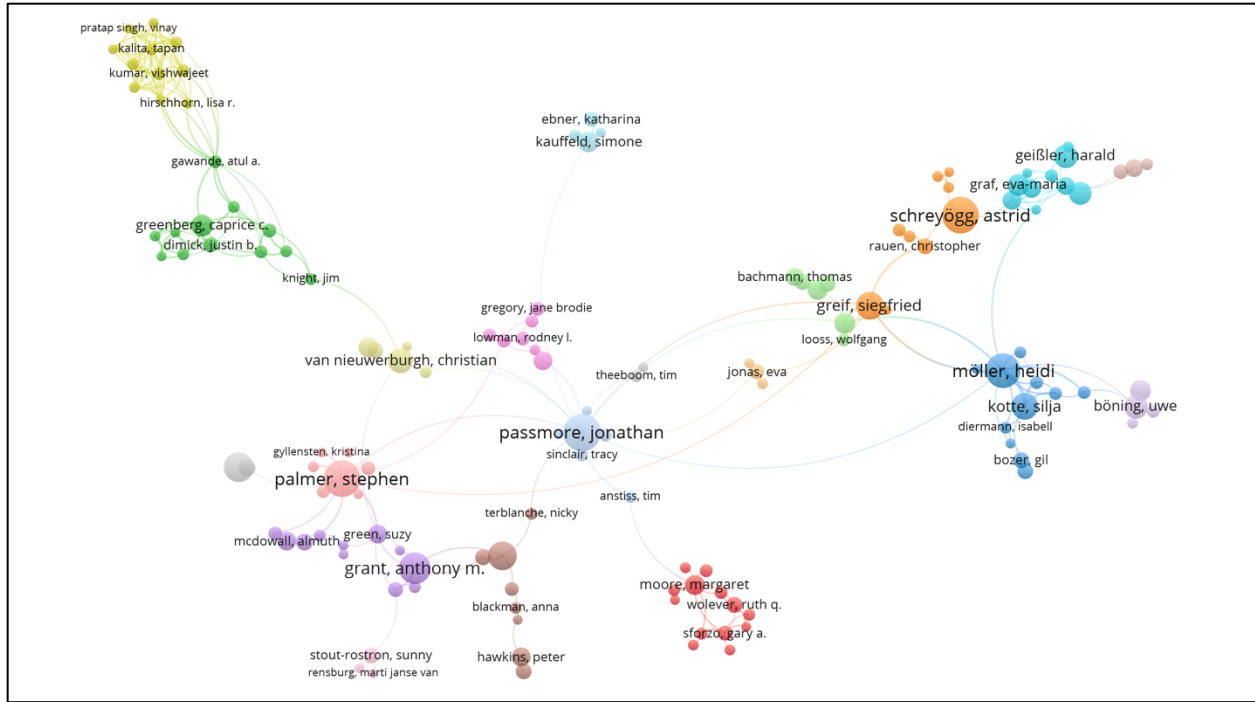 pratap singh, vinay
kalita, tapan
kumar, vishwajeet
hirschhorn, lisa r.
gawande, atul a.
greenberg, caprice c.
dimick, justin b.
knight, jim
ebner, katharina
kauffeld, simone
geißler, harald
graf, eva-maria
schreyögg, astrid
rauen, christopher
bachmann, thomas
greif, siegfried
looss, wolfgang
gregory, jane brodie
lowman, rodney l.
van nieuwerburgh, christian
theeboom, tim
jonas, eva
möller, heidi
kotte, silja
böning, uwe
diermann, isabell
bozer, gil
passmore, jonathan
sinclair, tracy
gyllensten, kristina
palmer, stephen
anstiss, tim
terblanche, nicky
mcdowall, almuth
green, suzy
grant, anthony m.
moore, margaret
wolever, ruth q.
sforzo, gary a.
blackman, anna
stout-rostron, sunny
rensburg, marti janse van
hawkins, peter